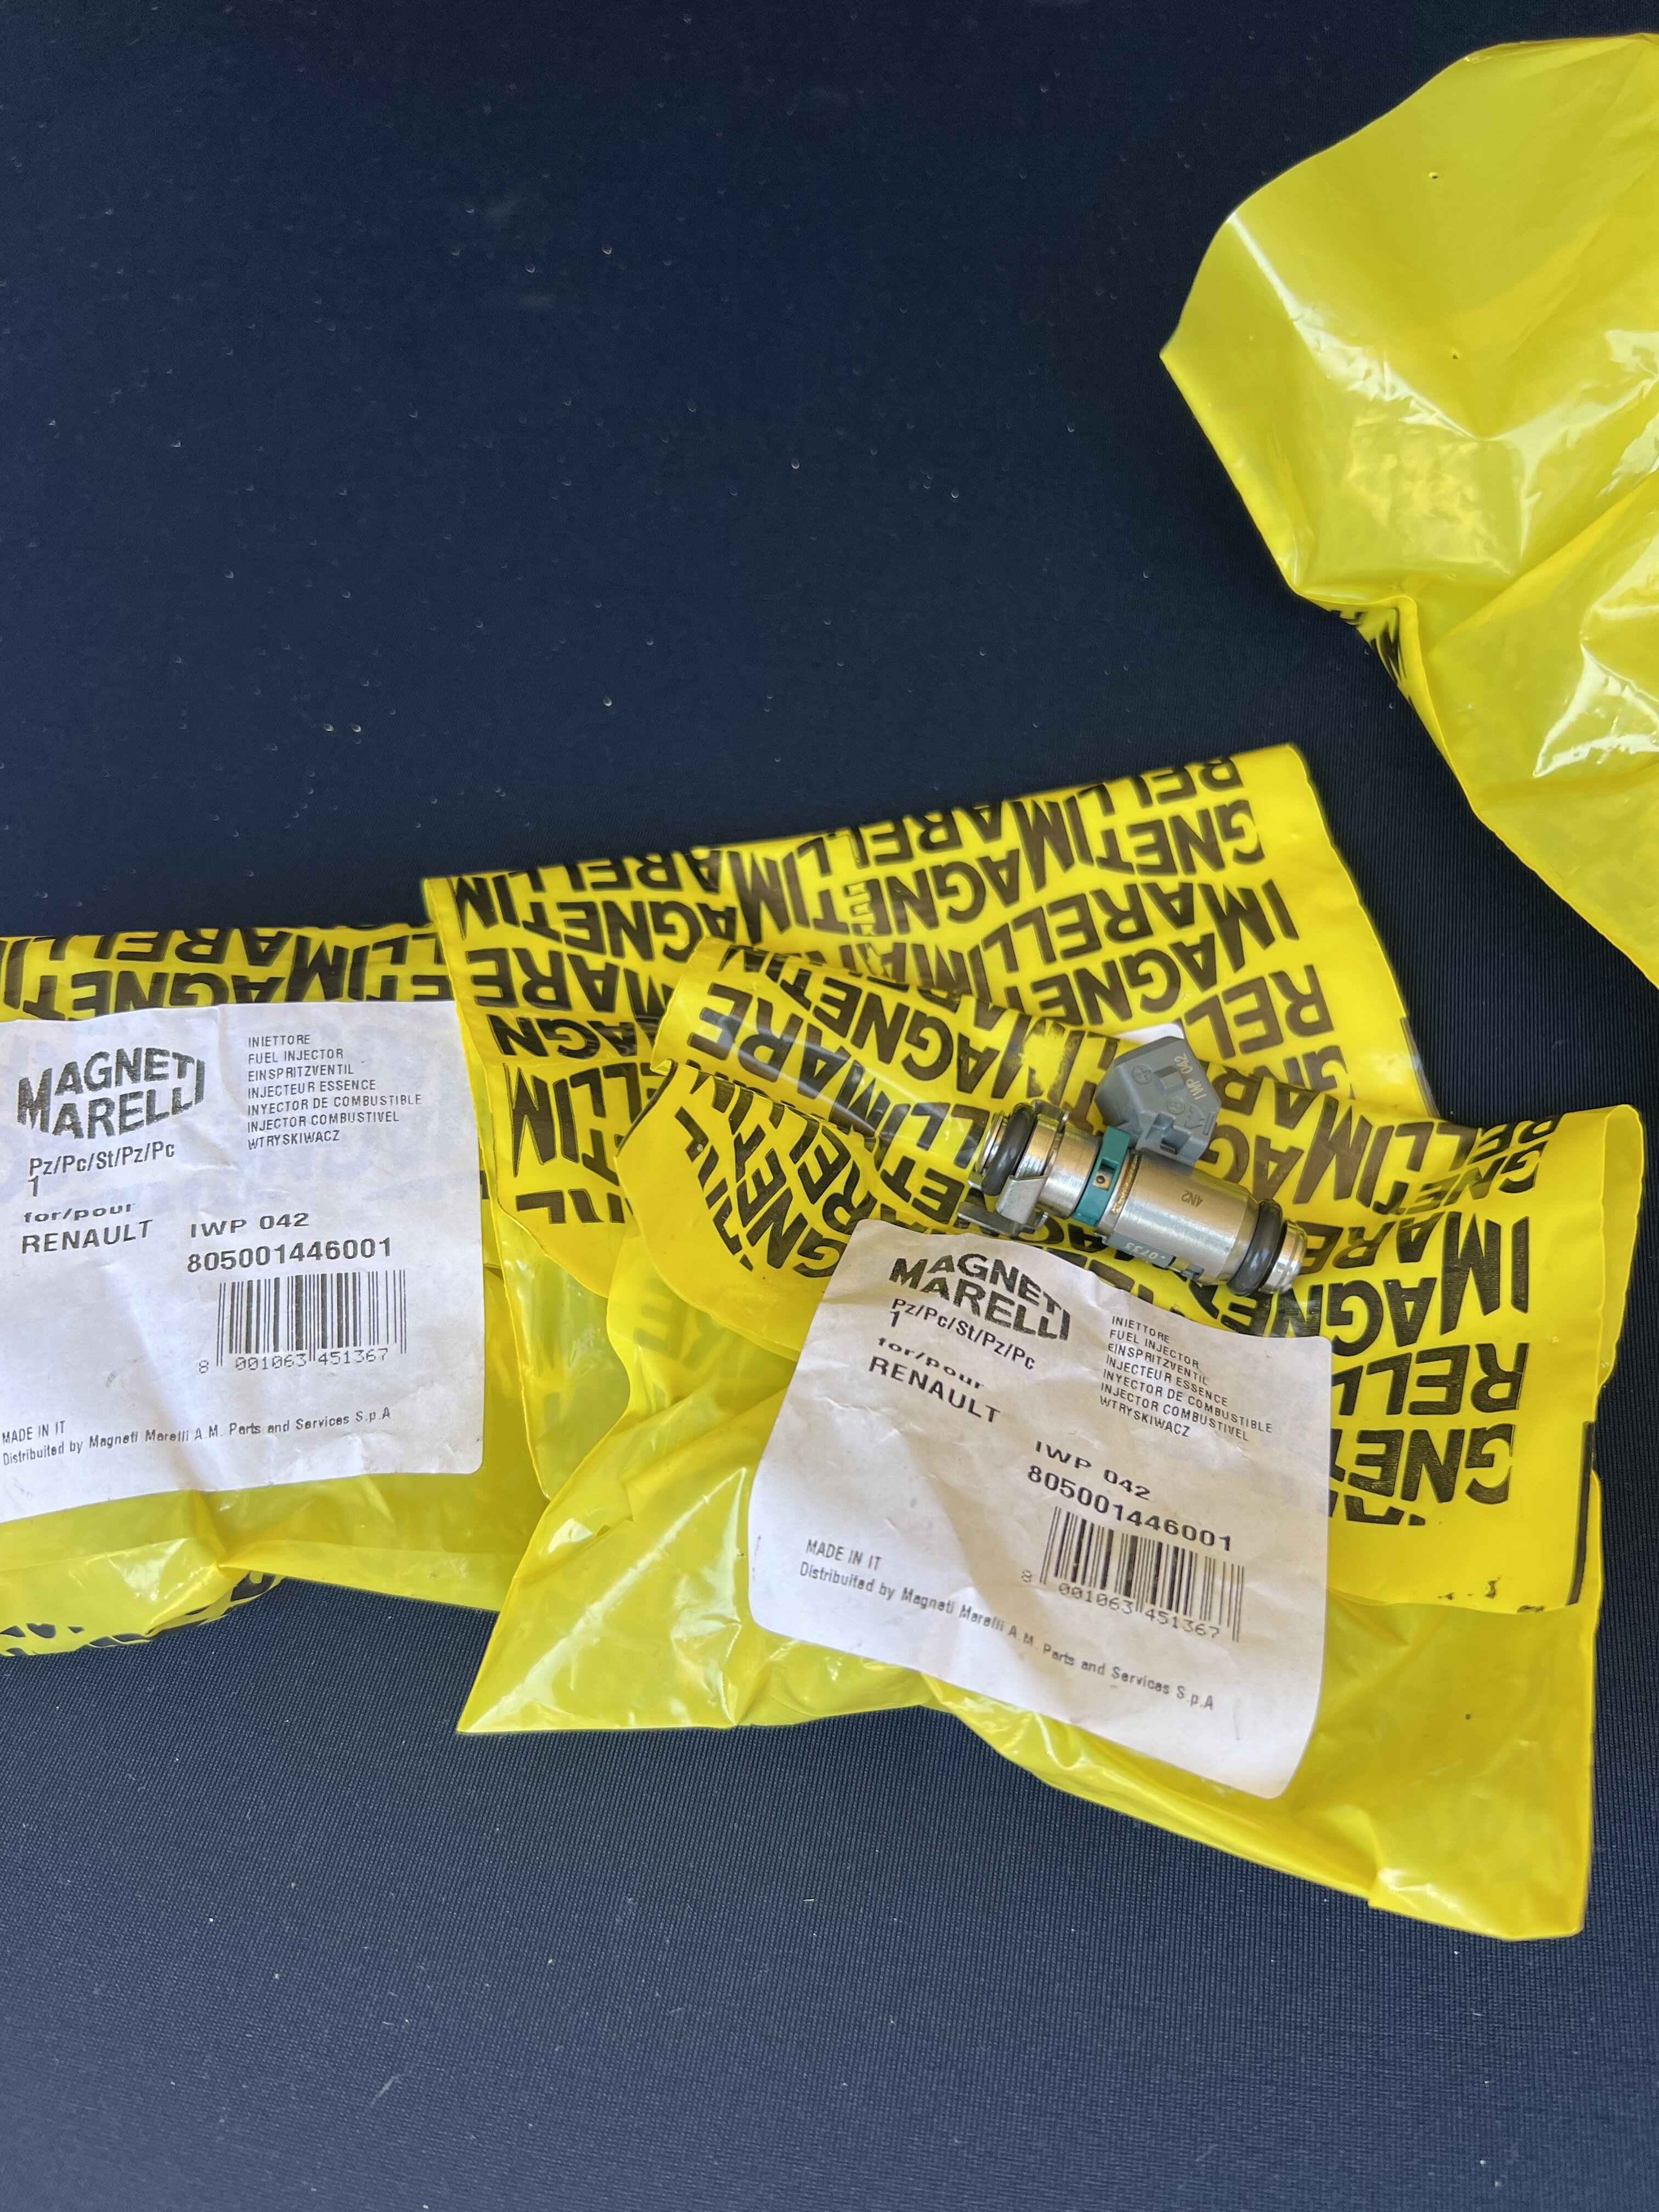 MAGNETI
MARELLI
INIETTORE
FUEL INJECTOR
EINSPRITZVENTIL
INJECTEUR ESSENCE
INYECTOR DE COMBUSTIBLE
INJECTOR COMBUSTIVEL
WTRYSKIWACZ
Pz/Pc/St/Pz/Pc
1
for/pour
RENAULT
IWP 042
805001446001
8 001063 451367
MADE IN IT
Distribuited by Magneti Marelli A.M. Parts and Services S.p.A
IWP 042
4N2
MAGNETI
MARELLI
Pz/Pc/St/Pz/Pc
1
for/pour
RENAULT
INIETTORE
FUEL INJECTOR
EINSPRITZVENTIL
INJECTEUR ESSENCE
INYECTOR DE COMBUSTIBLE
INJECTOR COMBUSTIVEL
WTRYSKIWACZ
IWP 042
805001446001
8 001063 451367
MADE IN IT
Distribuited by Magneti Marelli A.M. Parts and Services S.p.A